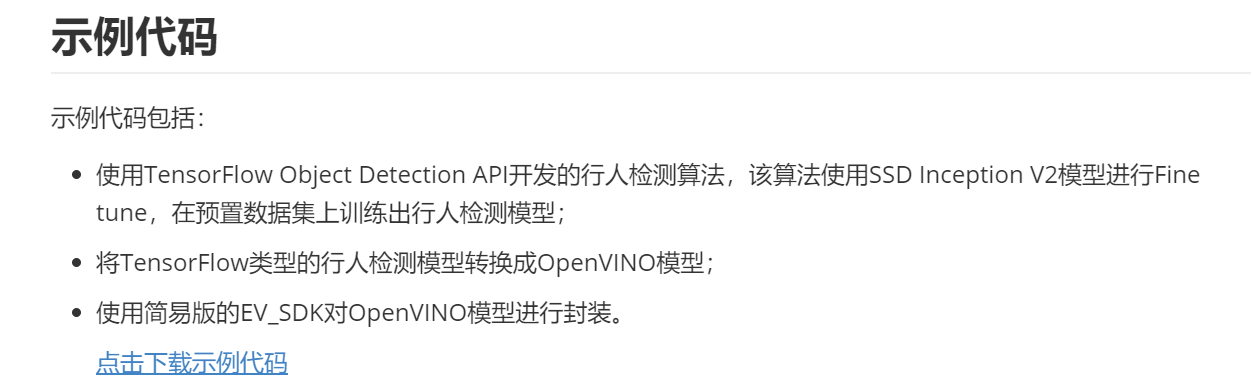 示例代码
示例代码包括：
使用TensorFlow Object Detection API开发的行人检测算法，该算法使用SSD Inception V2模型进行Fine
tune，在预置数据集上训练出行人检测模型；
将TensorFlow类型的行人检测模型转换成OpenVINO模型；
使用简易版的EV_SDK对OpenVINO模型进行封装。
点击下载示例代码